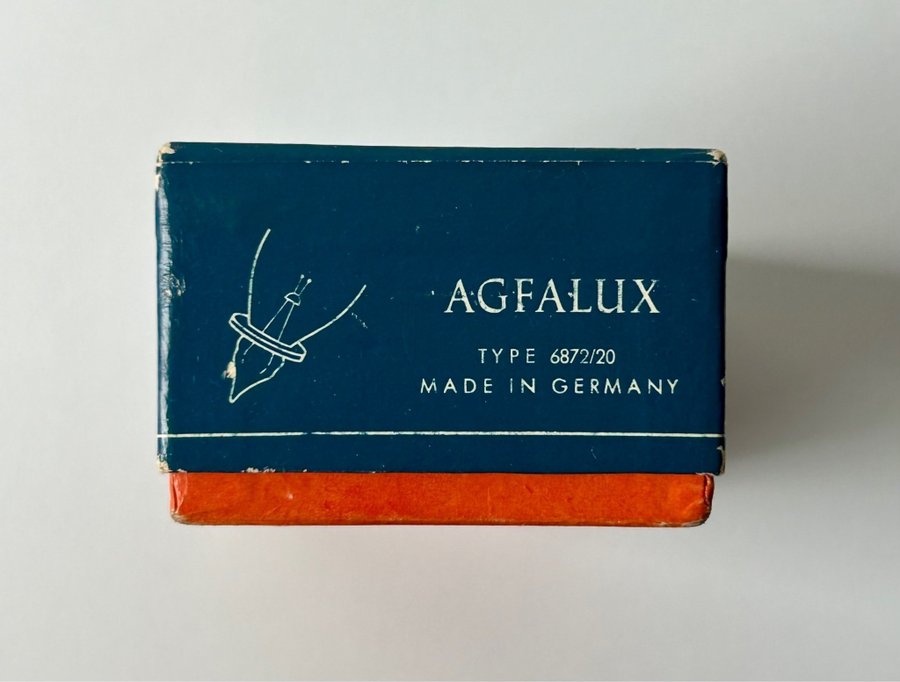 AGFALUX
TYPE 6872/20
MADE IN GERMANY